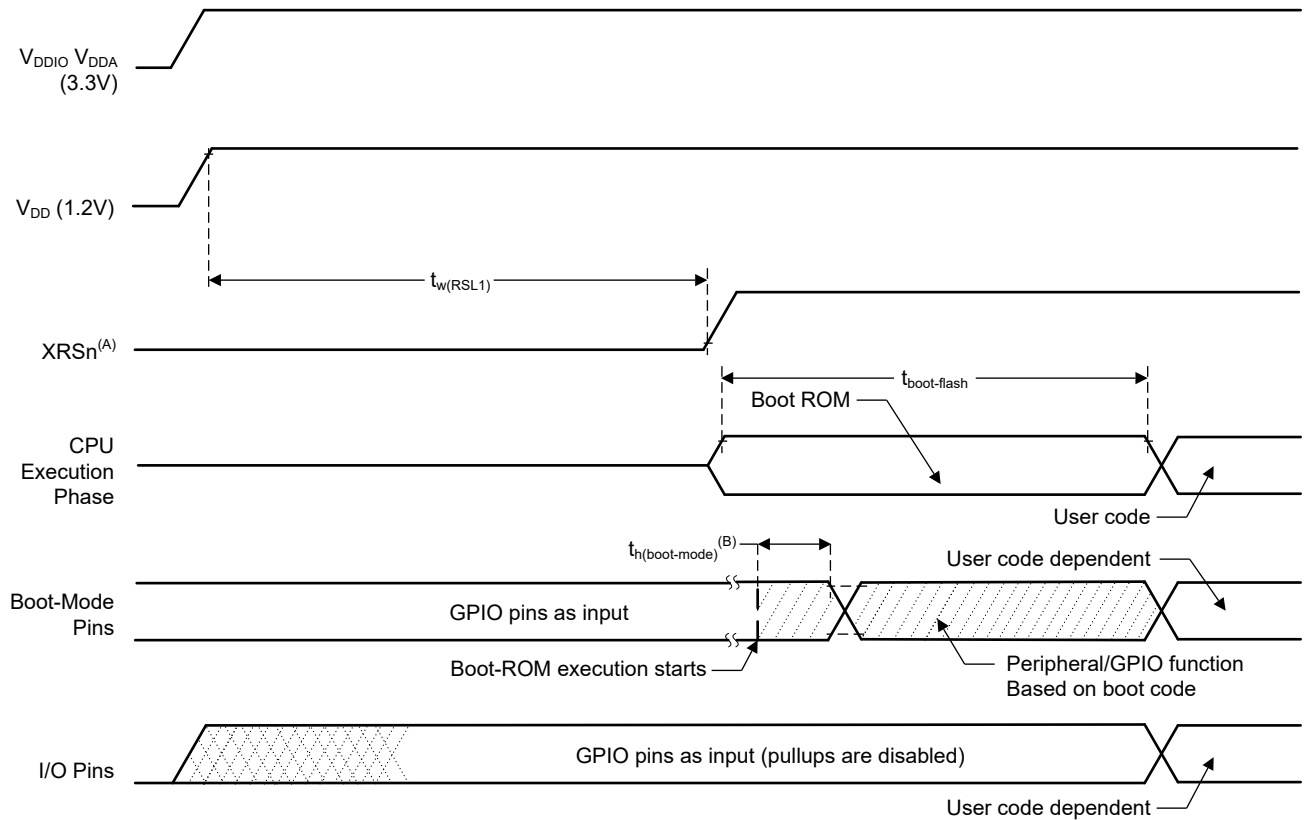 VDDIO VDDA
(3.3V)
VDD (1.2V)
tw(RSL1)
XRSn(A)
tboot-flash
Boot ROM
CPU
Execution
Phase
User code
th(boot-mode)(B)
User code dependent
Boot-Mode
Pins
GPIO pins as input
Boot-ROM execution starts
Peripheral/GPIO function
Based on boot code
I/O Pins
GPIO pins as input (pullups are disabled)
User code dependent